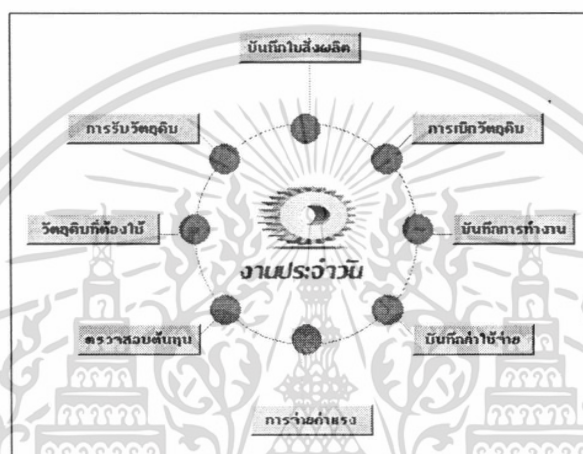 บันทึกใบสั่งผลิต
การรับวัตถุดิบ
การเบิกวัตถุดิบ
วัตถุดิบที่ต้องใช้
บันทึกการทำงาน
งานประจำวัน
ตรวจสอบต้นทุน
บันทึกค่าใช้จ่าย
การจ่ายค่าแรง